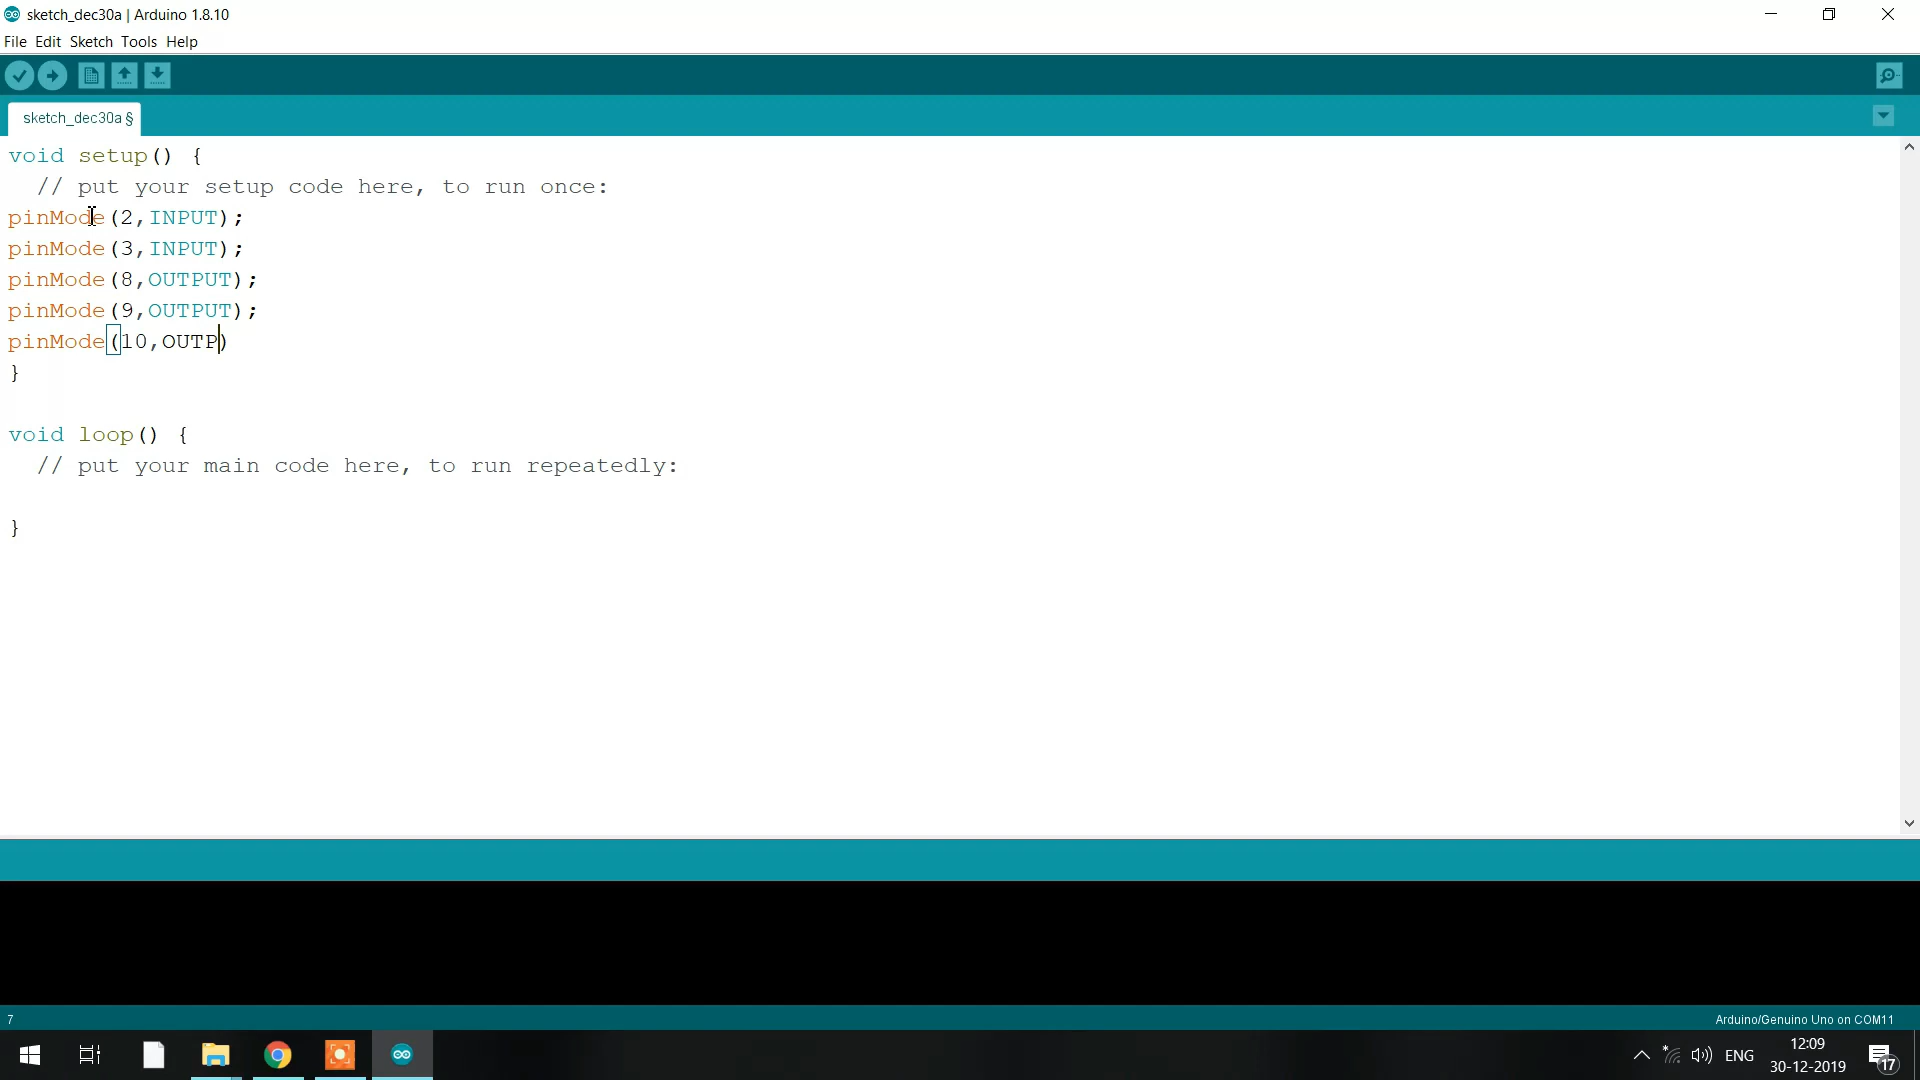 sketch_dec30a | Arduino 1.8.10
File Edit Sketch Tools Help
sketch_dec30a §
void setup() {
  // put your setup code here, to run once:
pinMode(2,INPUT);
pinMode(3,INPUT);
pinMode(8,OUTPUT);
pinMode(9,OUTPUT);
pinMode(10,OUTP)
}
void loop() {
  // put your main code here, to run repeatedly:
}
7
Arduino/Genuino Uno on COM11
ENG
12:09
30-12-2019
17